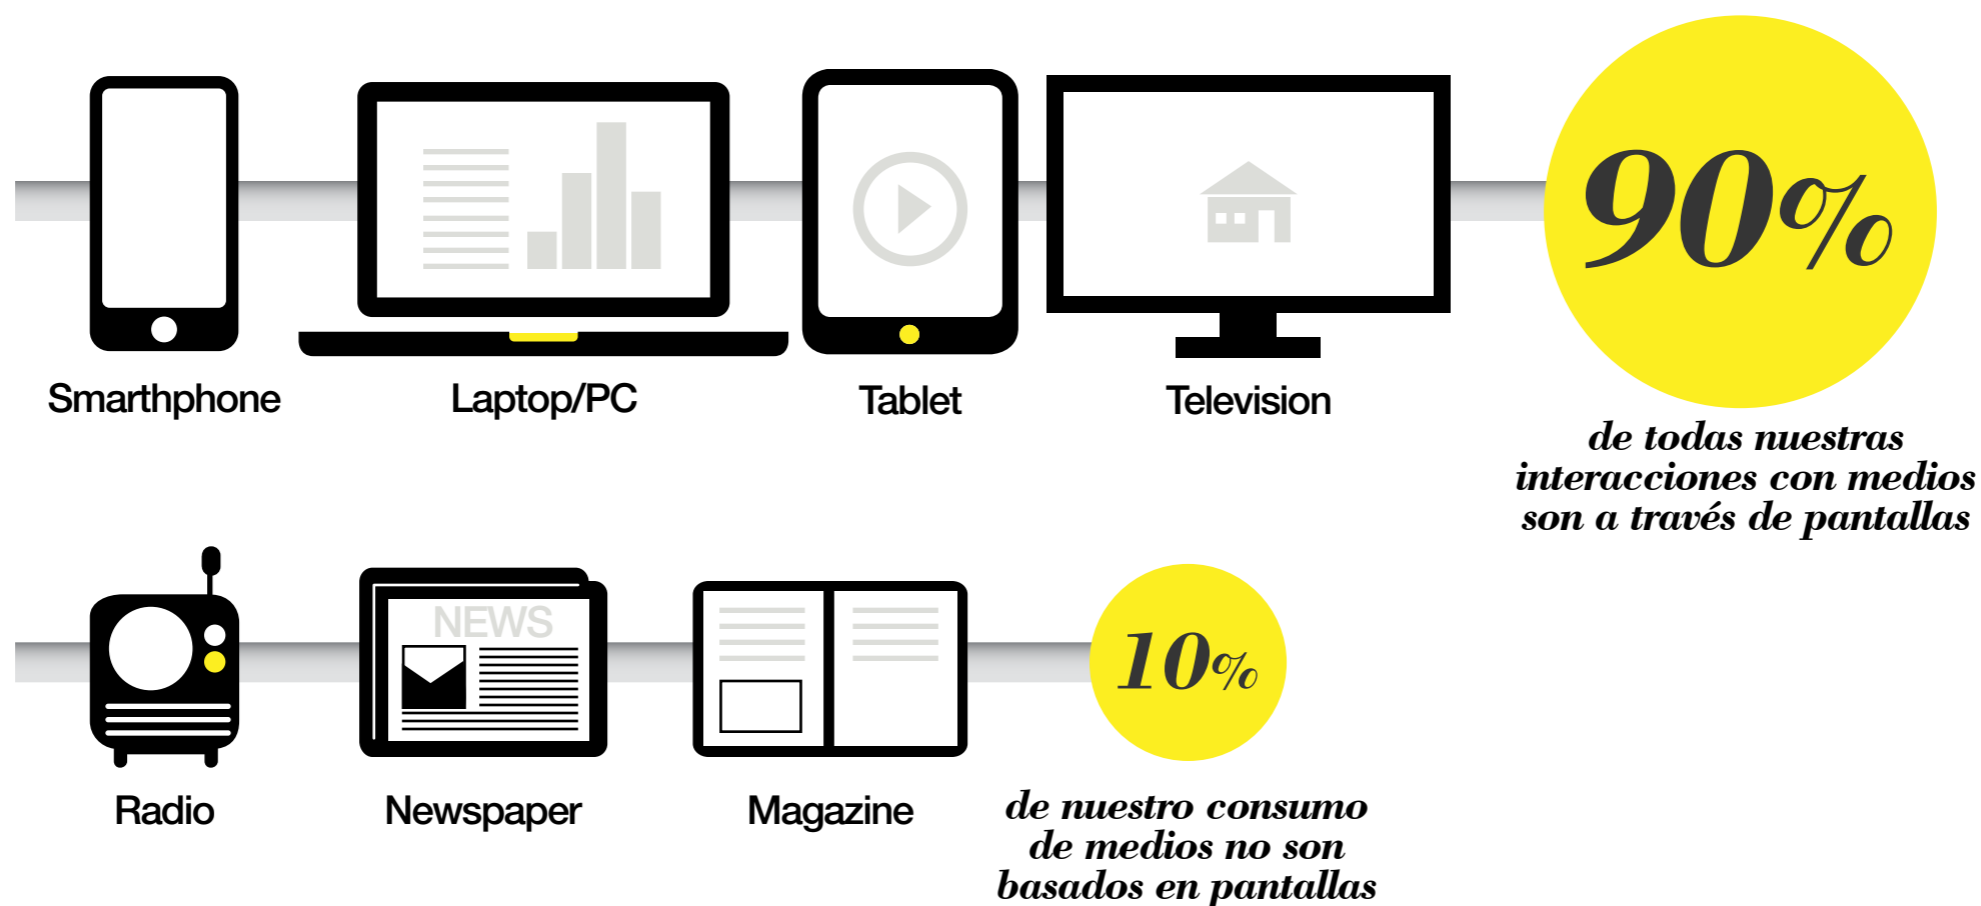 90%
Smarthphone
Laptop/PC
Tablet
Television
de todas nuestras
interacciones con medios
son a través de pantallas
NEWS
10%
Radio
Newspaper
Magazine
de nuestro consumo
de medios no son
basados en pantallas